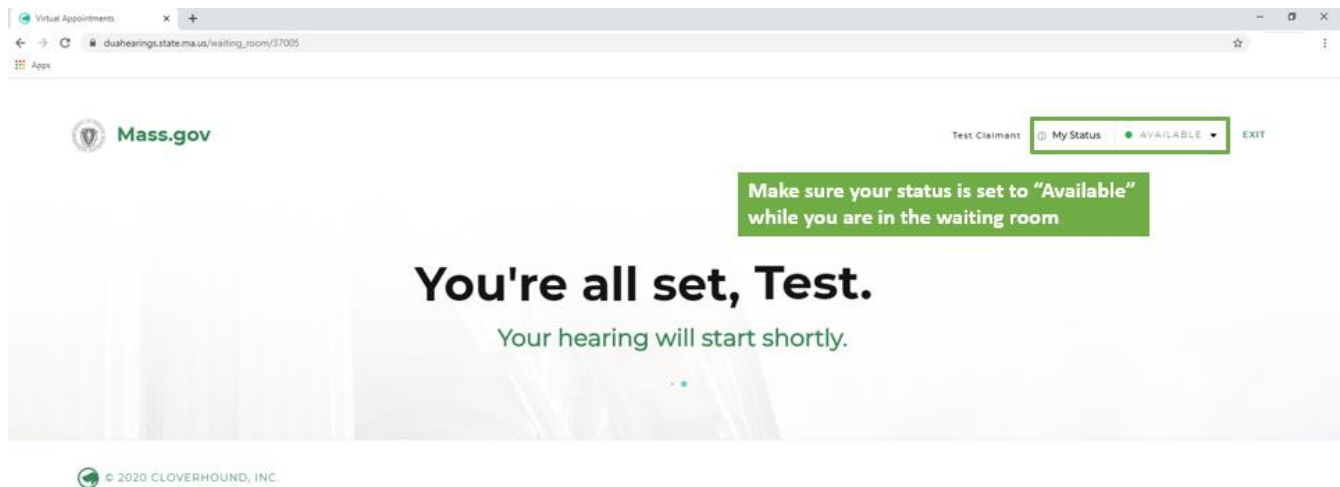 Virtual Appointments
duahearings.state.ma.us/waiting_room/37005
Apps
Mass.gov
Test Claimant My Status AVAILABLE EXIT
Make sure your status is set to “Available”
while you are in the waiting room
You're all set, Test.
Your hearing will start shortly.
© 2020 CLOVERHOUND, INC.